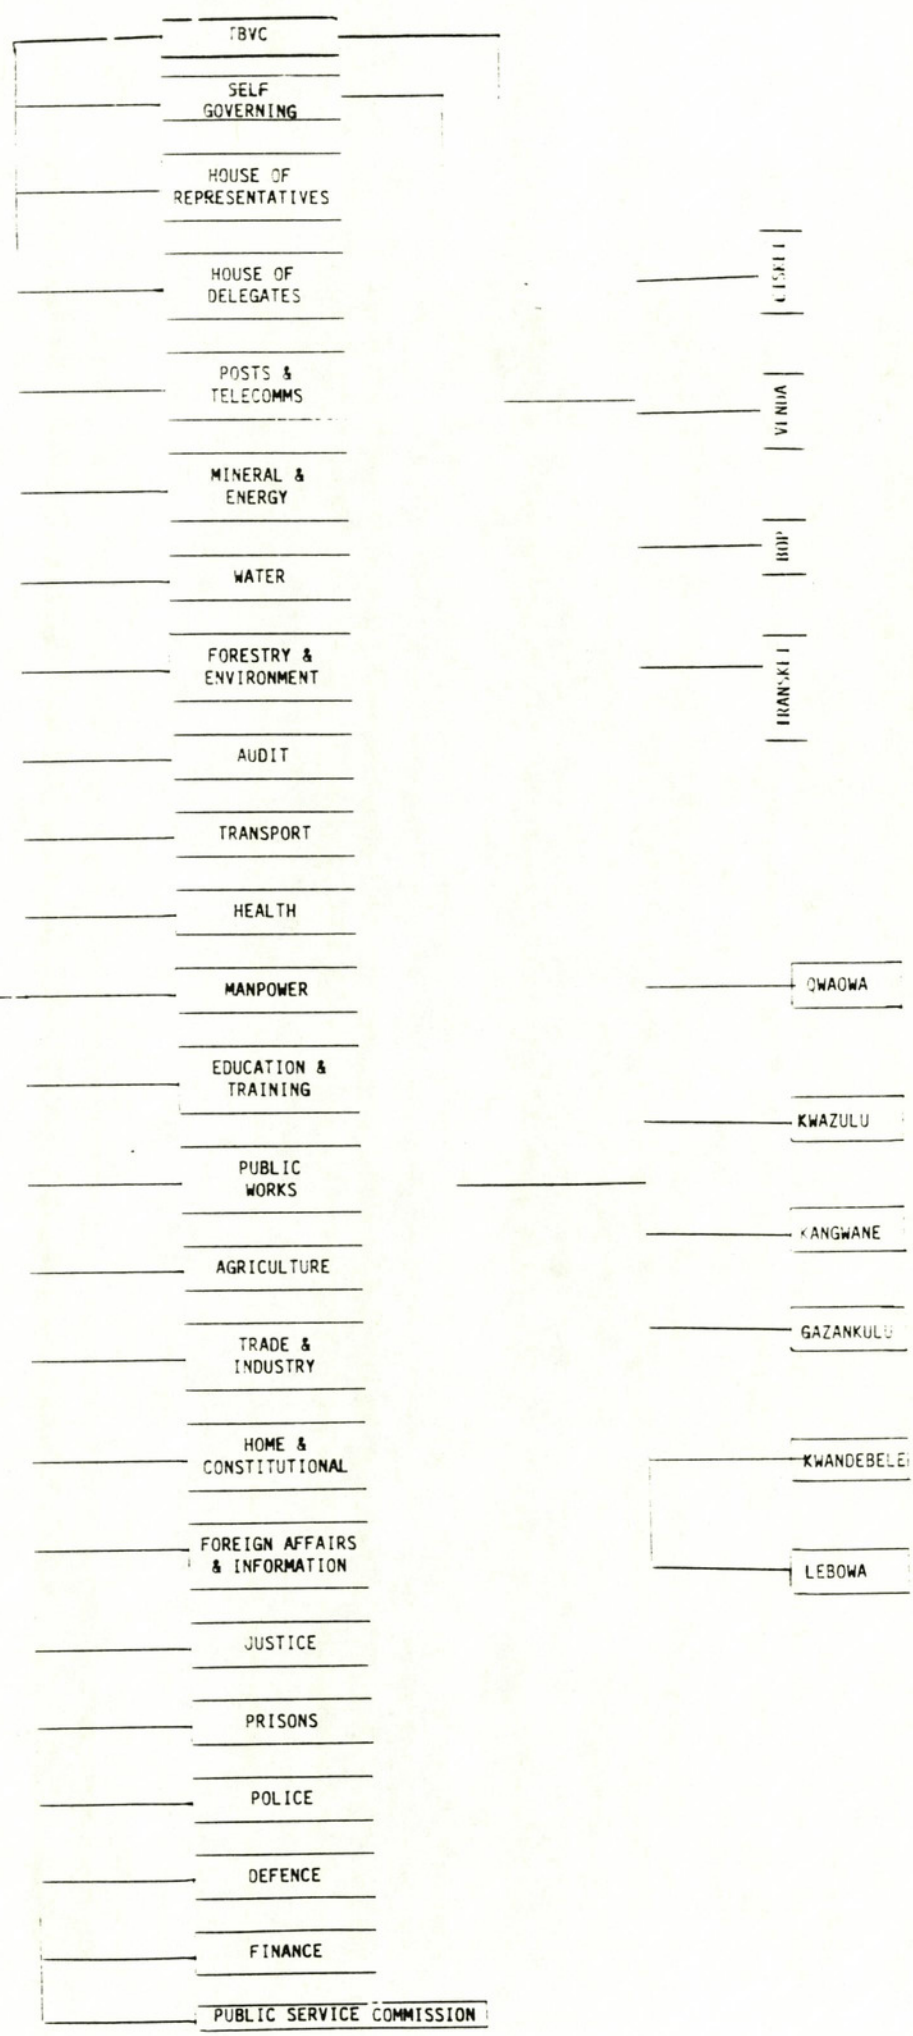 TBVC
SELF
GOVERNING
HOUSE OF
REPRESENTATIVES
HOUSE OF
DELEGATES
POSTS &
TELECOMMS
MINERAL &
ENERGY
WATER
FORESTRY &
ENVIRONMENT
AUDIT
TRANSPORT
HEALTH
MANPOWER
EDUCATION &
TRAINING
PUBLIC
WORKS
AGRICULTURE
TRADE &
INDUSTRY
HOME &
CONSTITUTIONAL
FOREIGN AFFAIRS
& INFORMATION
JUSTICE
PRISONS
POLICE
DEFENCE
FINANCE
PUBLIC SERVICE COMMISSION
CISKEI
VENDA
BOP
TRANSKEI
QWAQWA
KWAZULU
KANGWANE
GAZANKULU
KWANDEBELE
LEBOWA